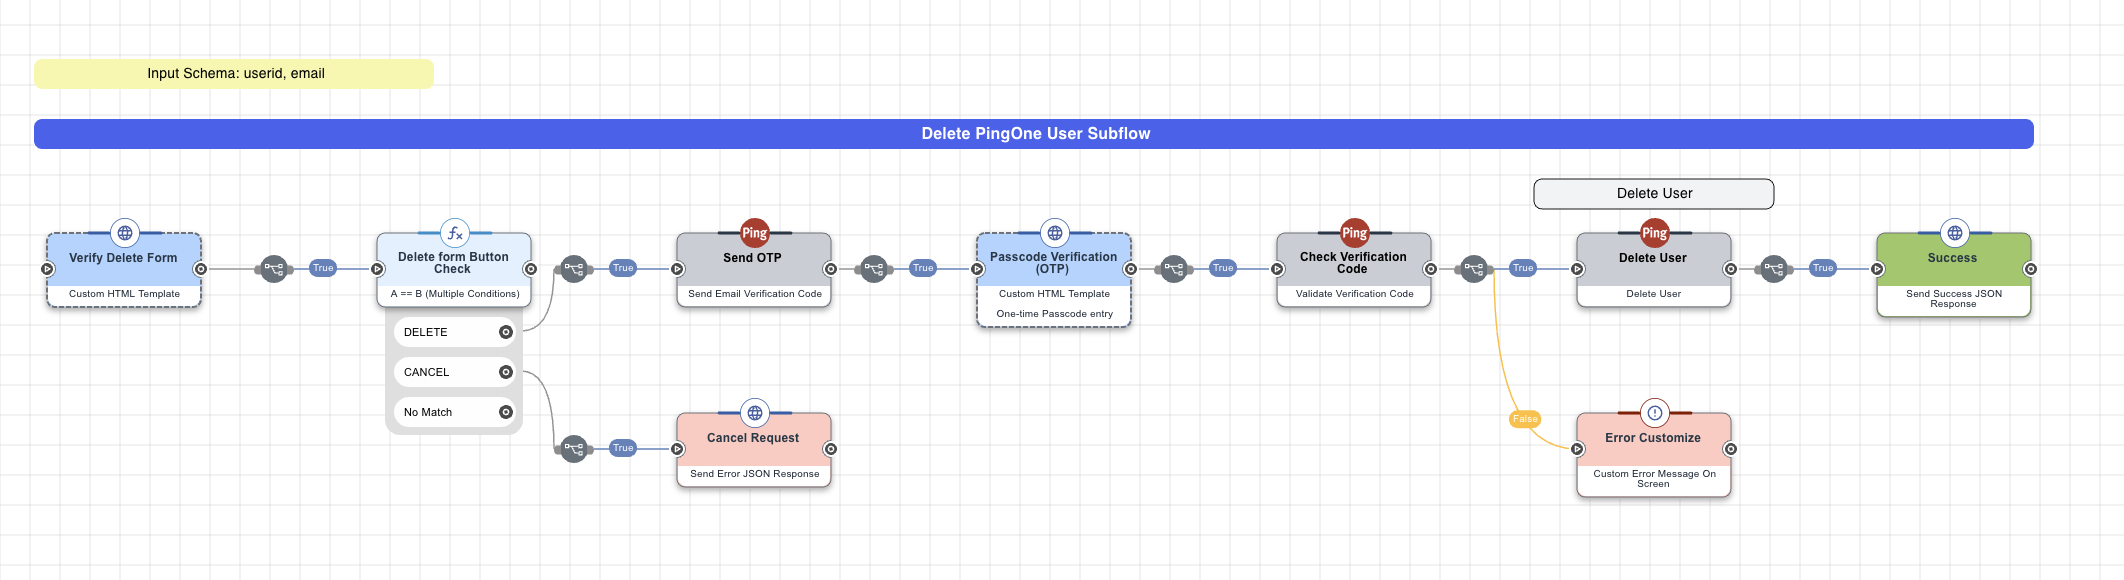 Input Schema: userid, email
Delete PingOne User Subflow
Delete User
Verify Delete Form
Custom HTML Template
True
fx
Delete form Button
Check
A == B (Multiple Conditions)
DELETE
CANCEL
No Match
True
Ping
Send OTP
Send Email Verification Code
True
Passcode Verification
(OTP)
Custom HTML Template
One-time Passcode entry
True
Ping
Check Verification
Code
Validate Verification Code
True
Ping
Delete User
Delete User
True
Success
Send Success JSON
Response
True
Cancel Request
Send Error JSON Response
False
Error Customize
Custom Error Message On
Screen